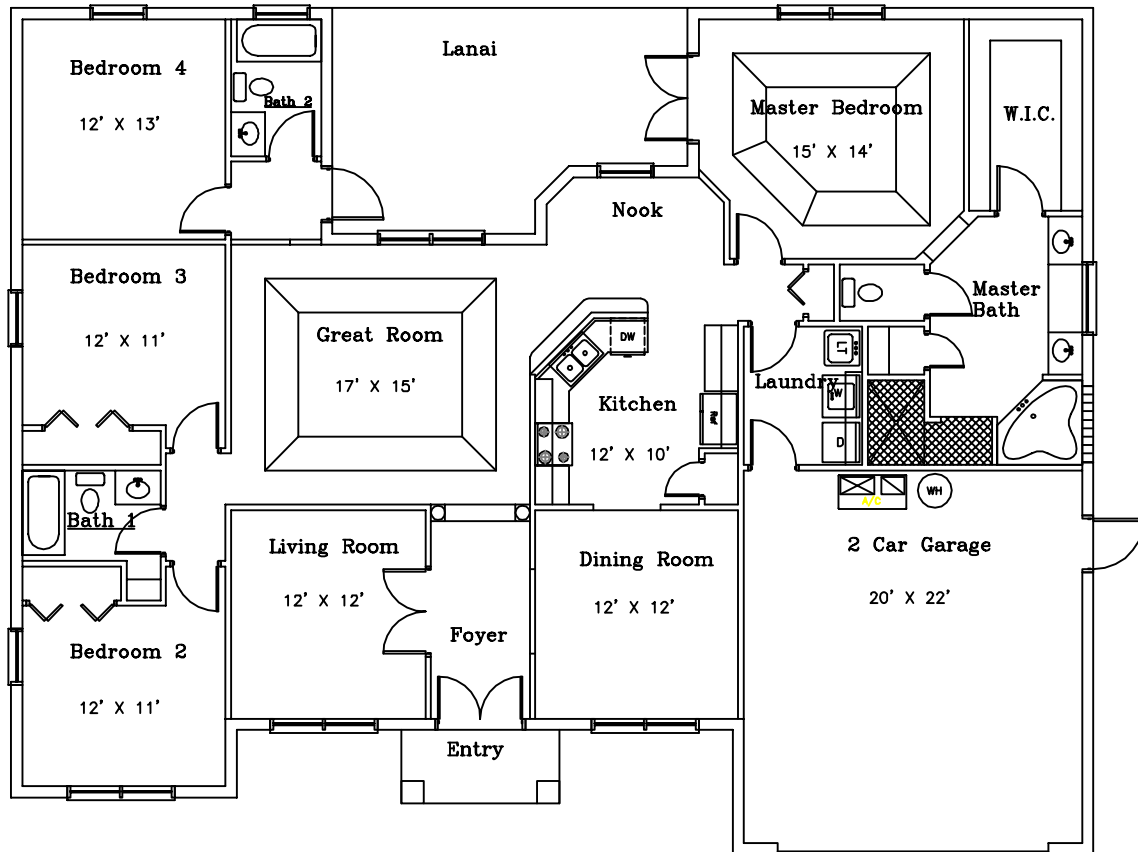 Lanai
Bedroom 4
12' X 13'
Bath 2
Master Bedroom
15' X 14'
W.I.C.
Nook
Bedroom 3
12' X 11'
Great Room
17' X 15'
Master
Bath
DW
LT
Laundry
W
D
Kitchen
12' X 10'
Ref
A/C
WH
Bath 1
Living Room
12' X 12'
Dining Room
12' X 12'
2 Car Garage
20' X 22'
Foyer
Bedroom 2
12' X 11'
Entry